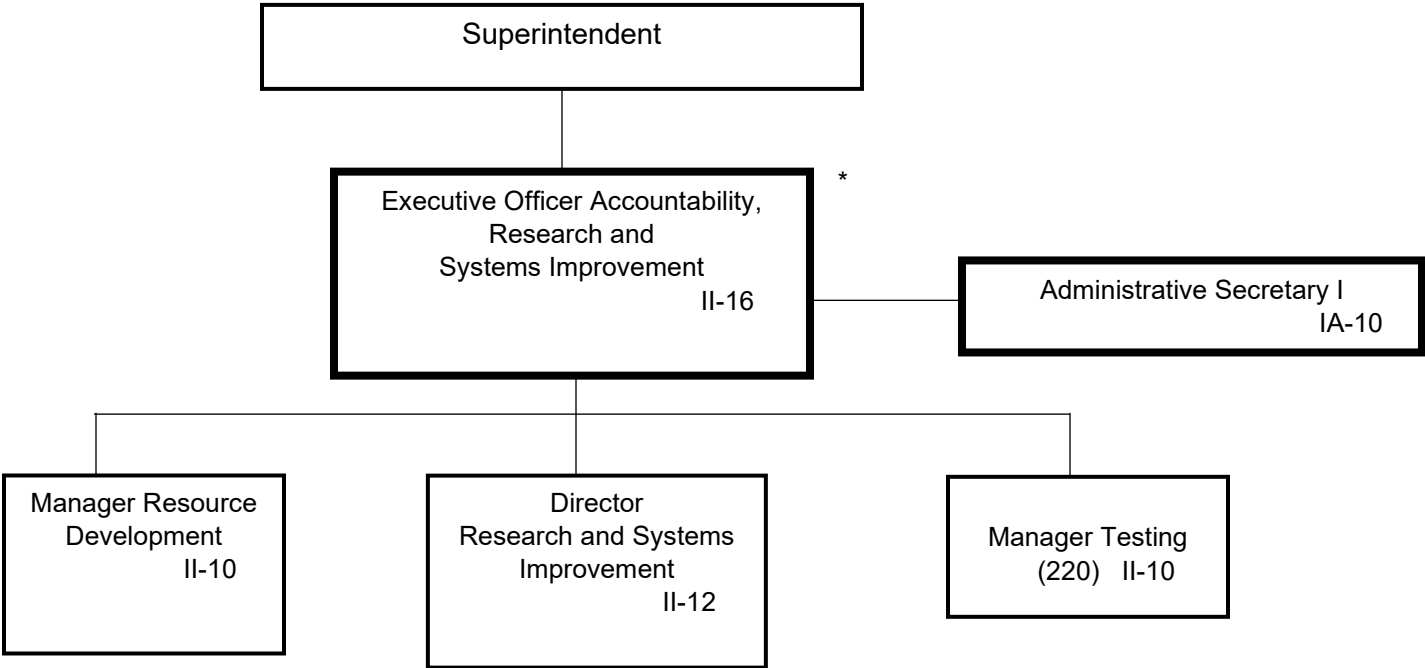 Superintendent
*
Executive Officer Accountability,
Research and
Systems Improvement
II-16
Administrative Secretary I
IA-10
Manager Resource
Development
II-10
Director
Research and Systems
Improvement
II-12
Manager Testing
(220) II-10